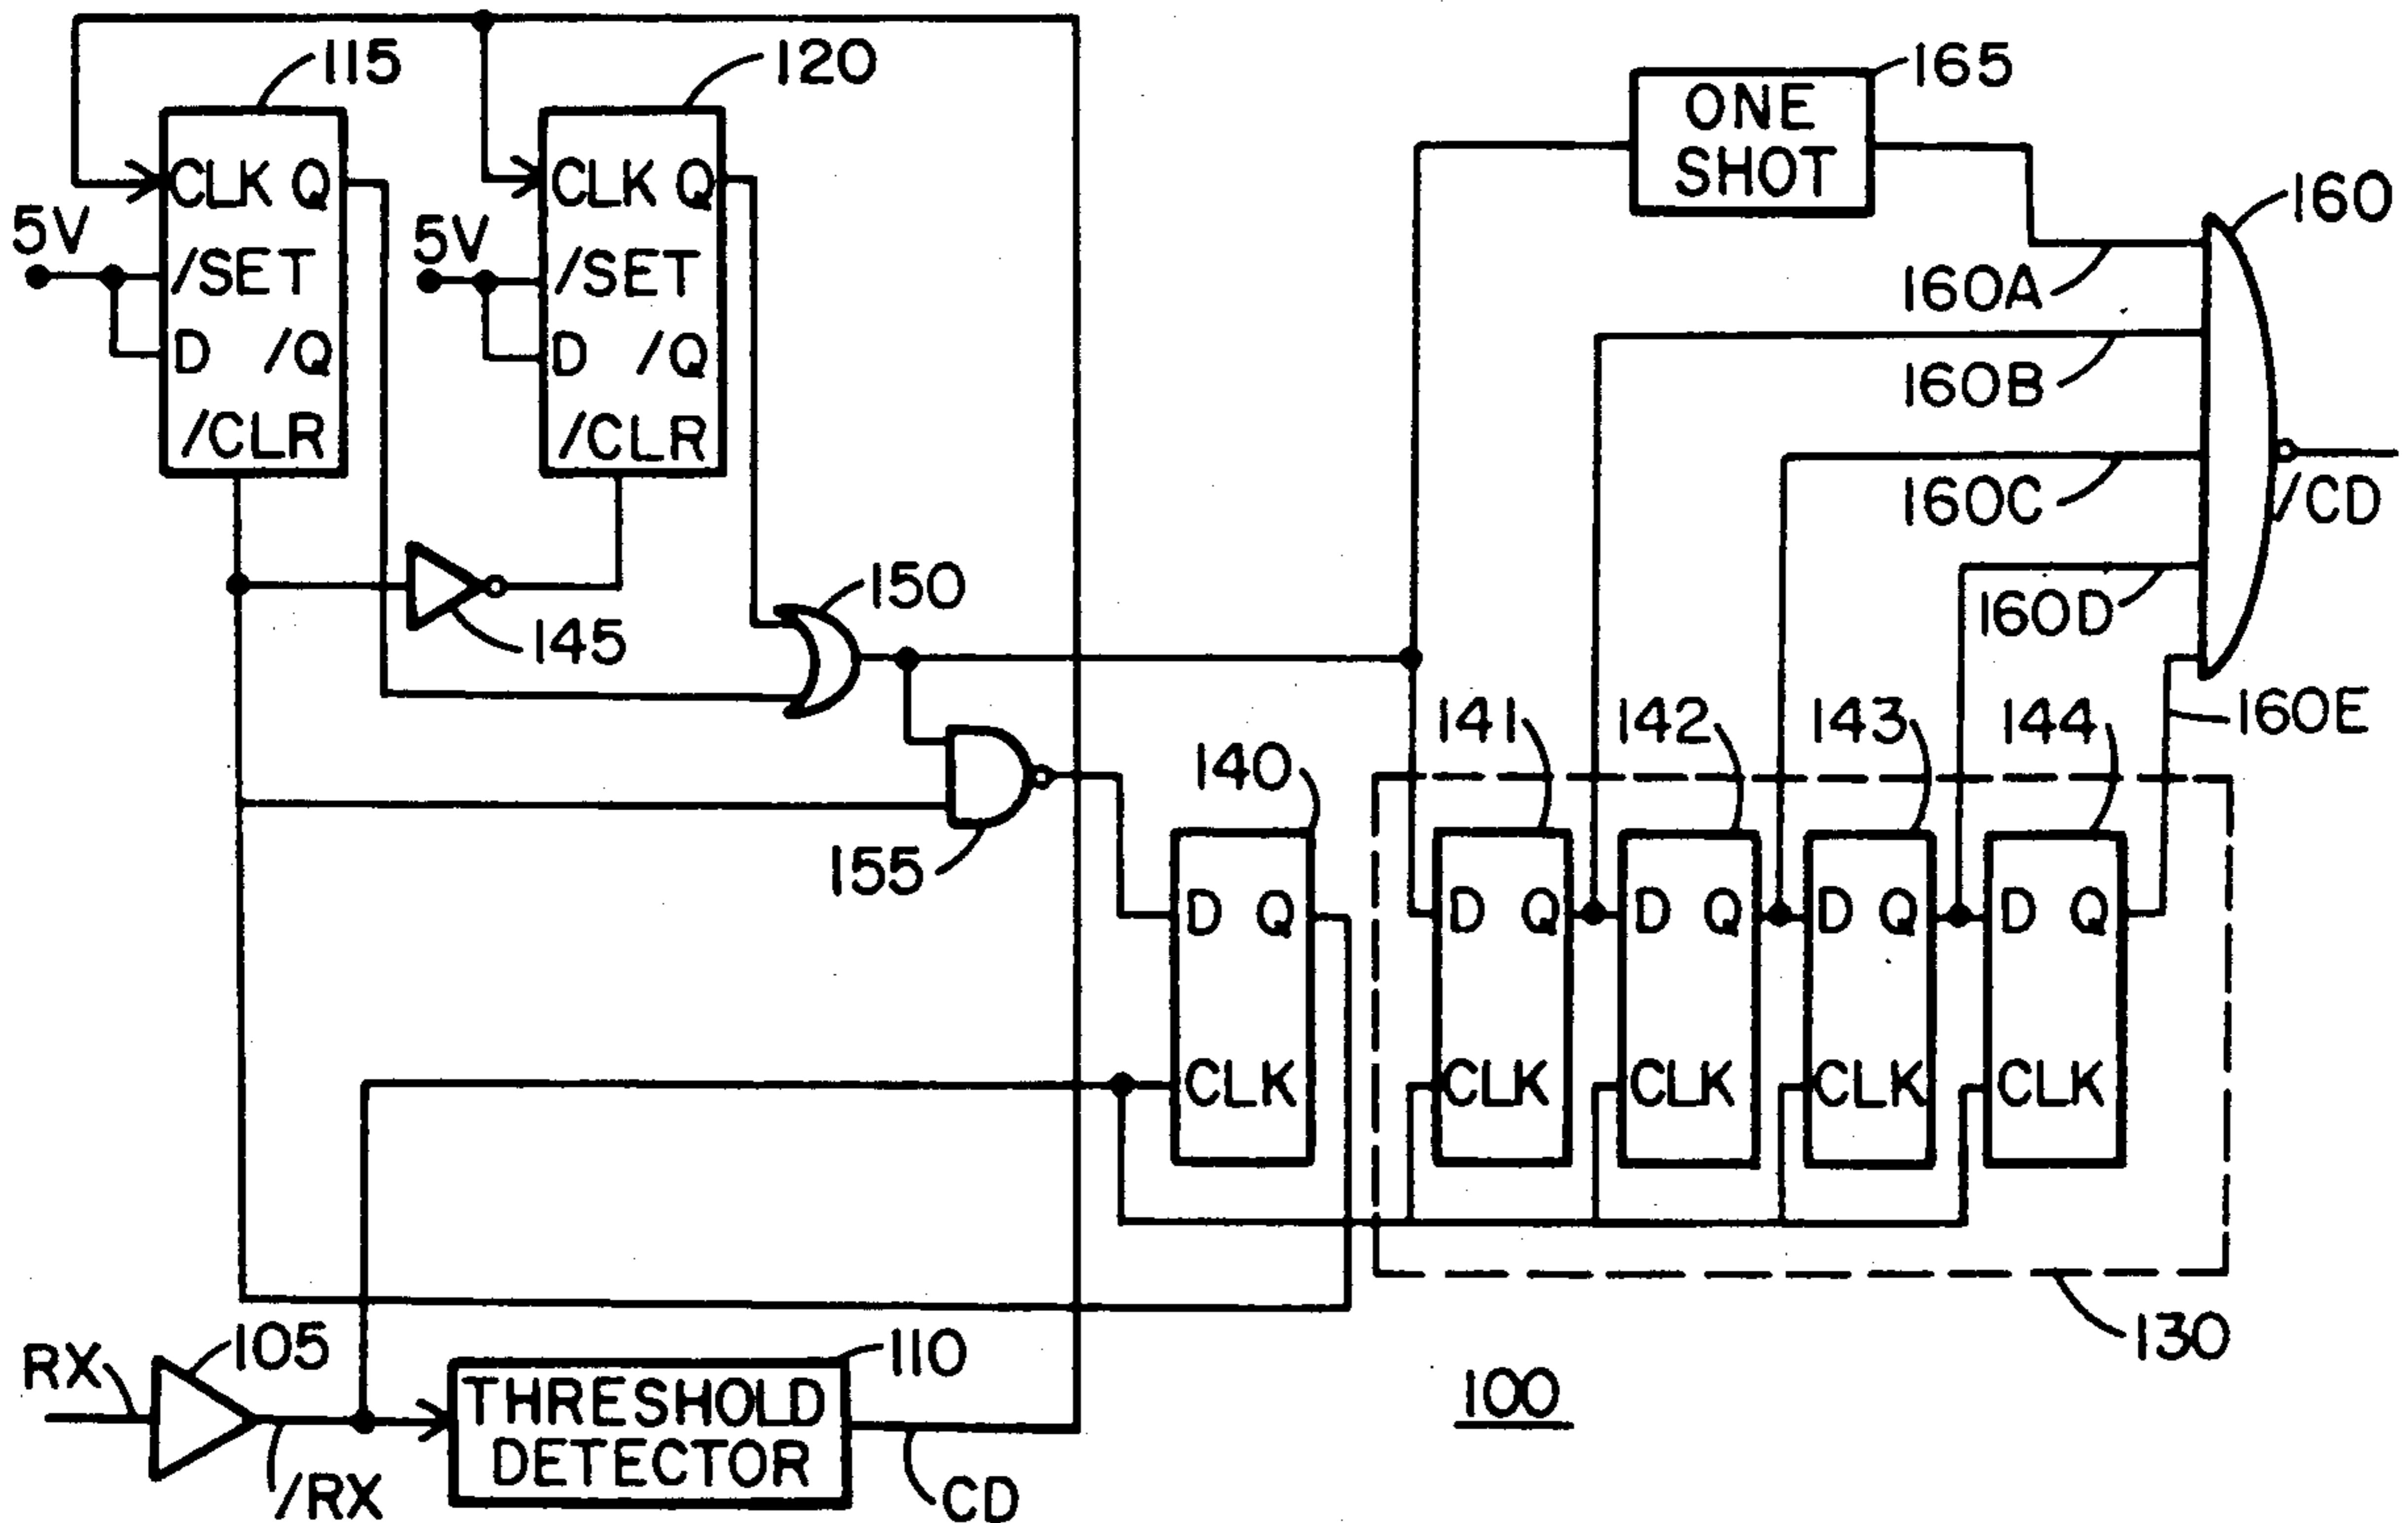 115
120
165
ONE
SHOT
160
CLK Q
/SET
D /Q
/CLR
5V
CLK Q
/SET
D /Q
/CLR
5V
160A
160B
160C
/CD
160D
160E
145
150
155
140
141
142
143
144
D Q
CLK
D Q
CLK
D Q
CLK
D Q
CLK
D Q
CLK
130
RX
105
/RX
110
THRESHOLD
DETECTOR
CD
100